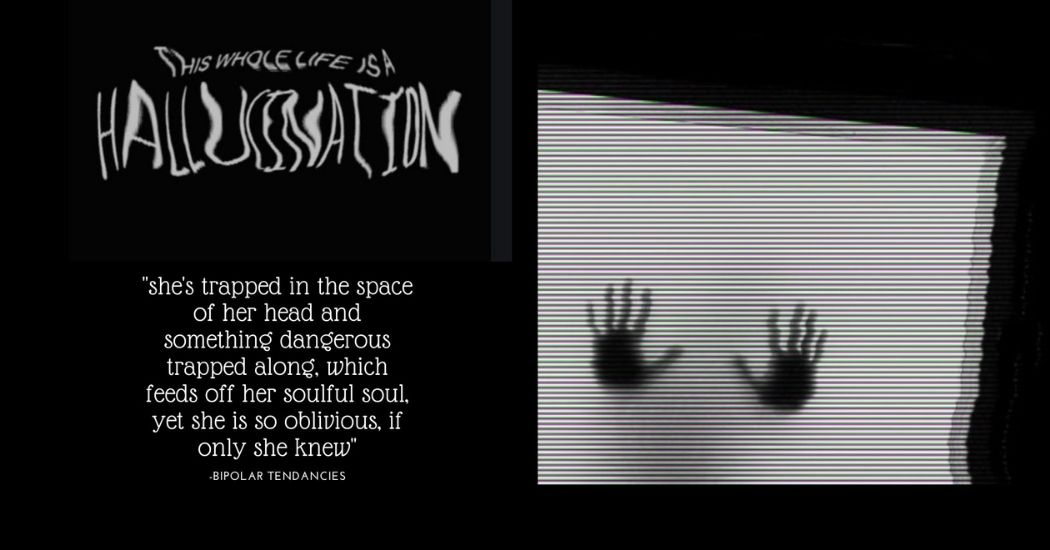 THIS WHOLE LIFE IS A
HALLUCINATION
"she's trapped in the space
of her head and
something dangerous
trapped along, which
feeds off her soulful soul,
yet she is so oblivious, if
only she knew"
-BIPOLAR TENDANCIES